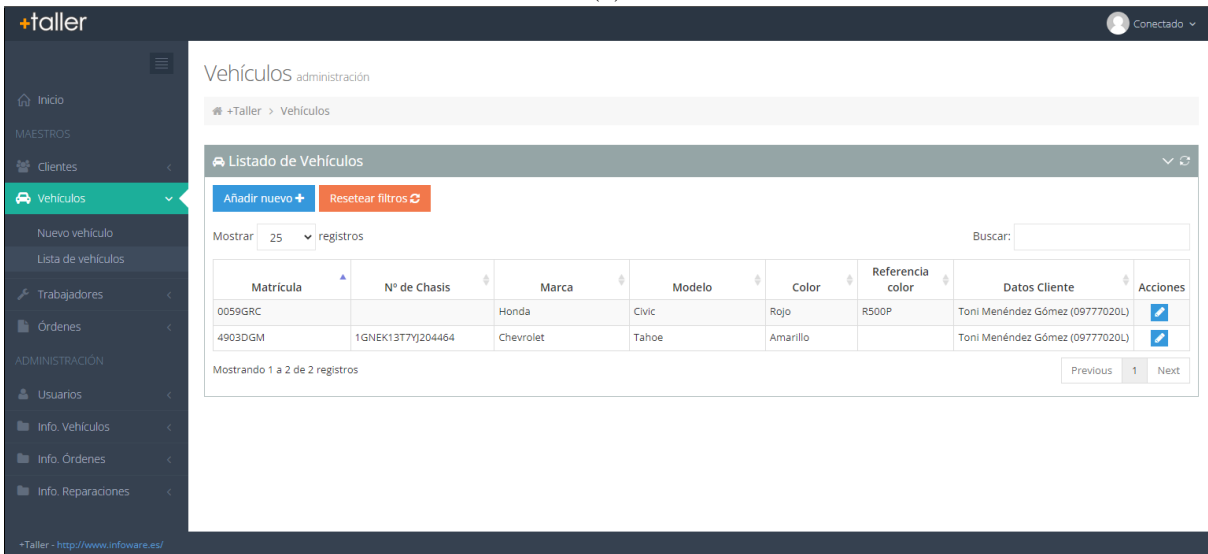 +taller
Conectado
Inicio
MAESTROS
Clientes
Vehículos
Nuevo vehículo
Lista de vehículos
Trabajadores
Órdenes
ADMINISTRACIÓN
Usuarios
Info. Vehículos
Info. Órdenes
Info. Reparaciones
+Taller - http://www.infoware.es/
Vehículos administración
+Taller > Vehículos
Listado de Vehículos
Añadir nuevo + Resetear filtros
Mostrar 25 registros Buscar:
Matrícula Nº de Chasis Marca Modelo Color Referencia color Datos Cliente Acciones
0059GRC Honda Civic Rojo R500P Toni Menéndez Gómez (09777020L)
4903DGM 1GNEK13T7YJ204464 Chevrolet Tahoe Amarillo Toni Menéndez Gómez (09777020L)
Mostrando 1 a 2 de 2 registros Previous 1 Next